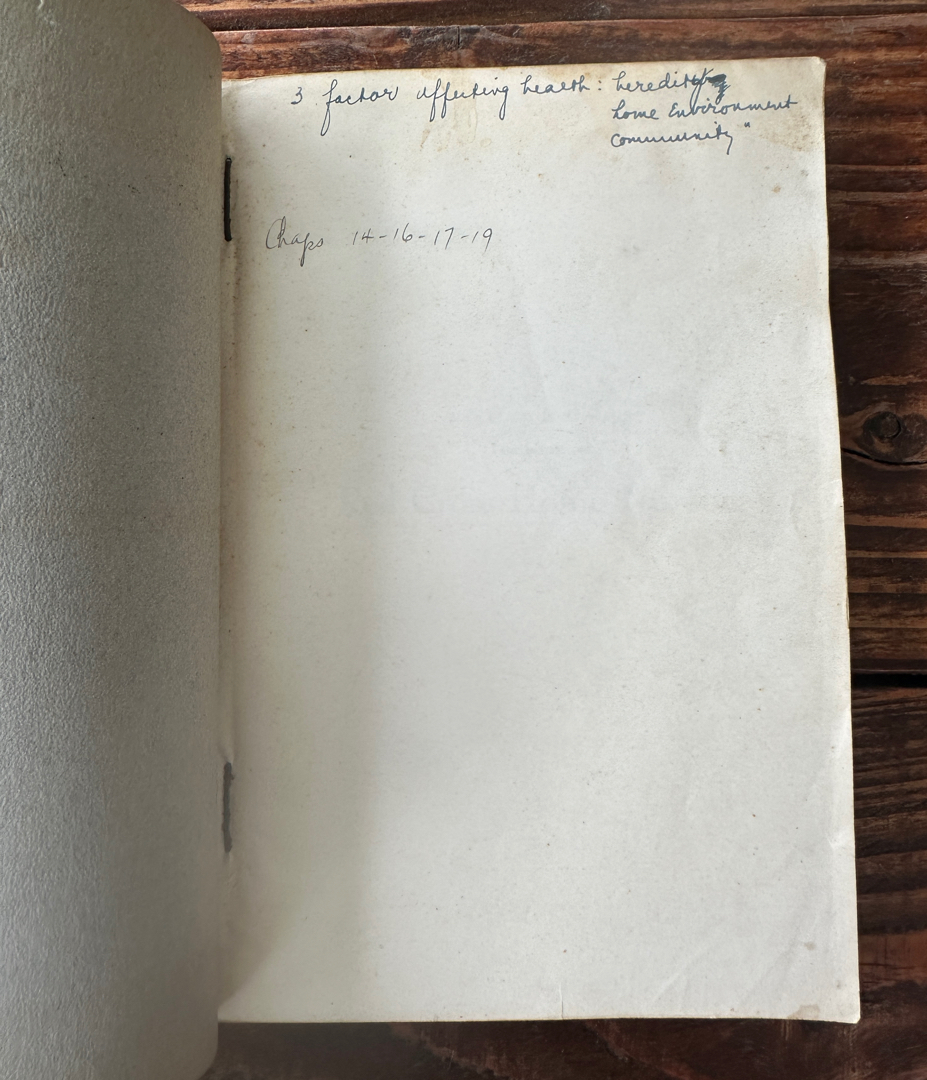 3 factor affecting health: heredity
home Environment
community "
Chaps 14-16-17-19